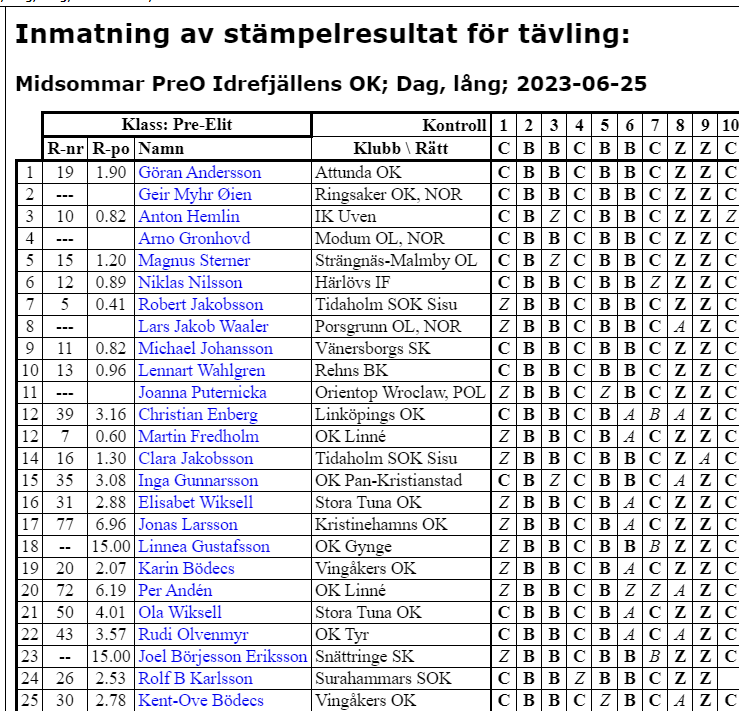 Inmatning av stämpelresultat för tävling:
Midsommar PreO Idrefjällens OK; Dag, lång; 2023-06-25
Klass: Pre-Elit Kontroll 1 2 3 4 5 6 7 8 9 10
R-nr R-po Namn Klubb \ Rätt C B B C B B C Z Z C
1 19 1.90 Göran Andersson Attunda OK C B B C B B C Z Z C
2 --- Geir Myhr Øien Ringsaker OK, NOR C B B C B B C Z Z C
3 10 0.82 Anton Hemlin IK Uven C B Z C B B C Z Z Z
4 --- Arno Gronhovd Modum OL, NOR C B B C B B C Z Z C
5 15 1.20 Magnus Sterner Strängnäs-Malmby OL C B Z C B B C Z Z C
6 12 0.89 Niklas Nilsson Härlövs IF C B B C B B Z Z Z C
7 5 0.41 Robert Jakobsson Tidaholm SOK Sisu Z B B C B B C Z Z C
8 --- Lars Jakob Waaler Porsgrunn OL, NOR Z B B C B B C A Z C
9 11 0.82 Michael Johansson Vänersborgs SK C B B C B B C Z Z C
10 13 0.96 Lennart Wahlgren Rehns BK C B B C B B C Z Z C
11 --- Joanna Puternicka Orientop Wroclaw, POL Z B B C Z B C Z Z C
12 39 3.16 Christian Enberg Linköpings OK C B B C B A B A Z C
12 7 0.60 Martin Fredholm OK Linné Z B B C B A C Z Z C
14 16 1.30 Clara Jakobsson Tidaholm SOK Sisu Z B B C B B C Z A C
15 35 3.08 Inga Gunnarsson OK Pan-Kristianstad C B Z C B B C A Z C
16 31 2.88 Elisabet Wiksell Stora Tuna OK Z B B C B A C Z Z C
17 77 6.96 Jonas Larsson Kristinehamns OK Z B B C B A C Z Z C
18 -- 15.00 Linnea Gustafsson OK Gynge Z B B C B B B Z Z C
19 20 2.07 Karin Bödecs Vingåkers OK Z B B C B A C Z Z C
20 72 6.19 Per Andén OK Linné Z B B C B Z Z A Z C
21 50 4.01 Ola Wiksell Stora Tuna OK C B B C B A C Z Z C
22 43 3.57 Rudi Olvenmyr OK Tyr C B B C B A C A Z C
23 -- 15.00 Joel Börjesson Eriksson Snättringe SK Z B B C B B B Z Z C
24 26 2.53 Rolf B Karlsson Surahammars SOK C B B Z B B C Z Z
25 30 2.78 Kent-Ove Bödecs Vingåkers OK C B B C Z B C A Z C